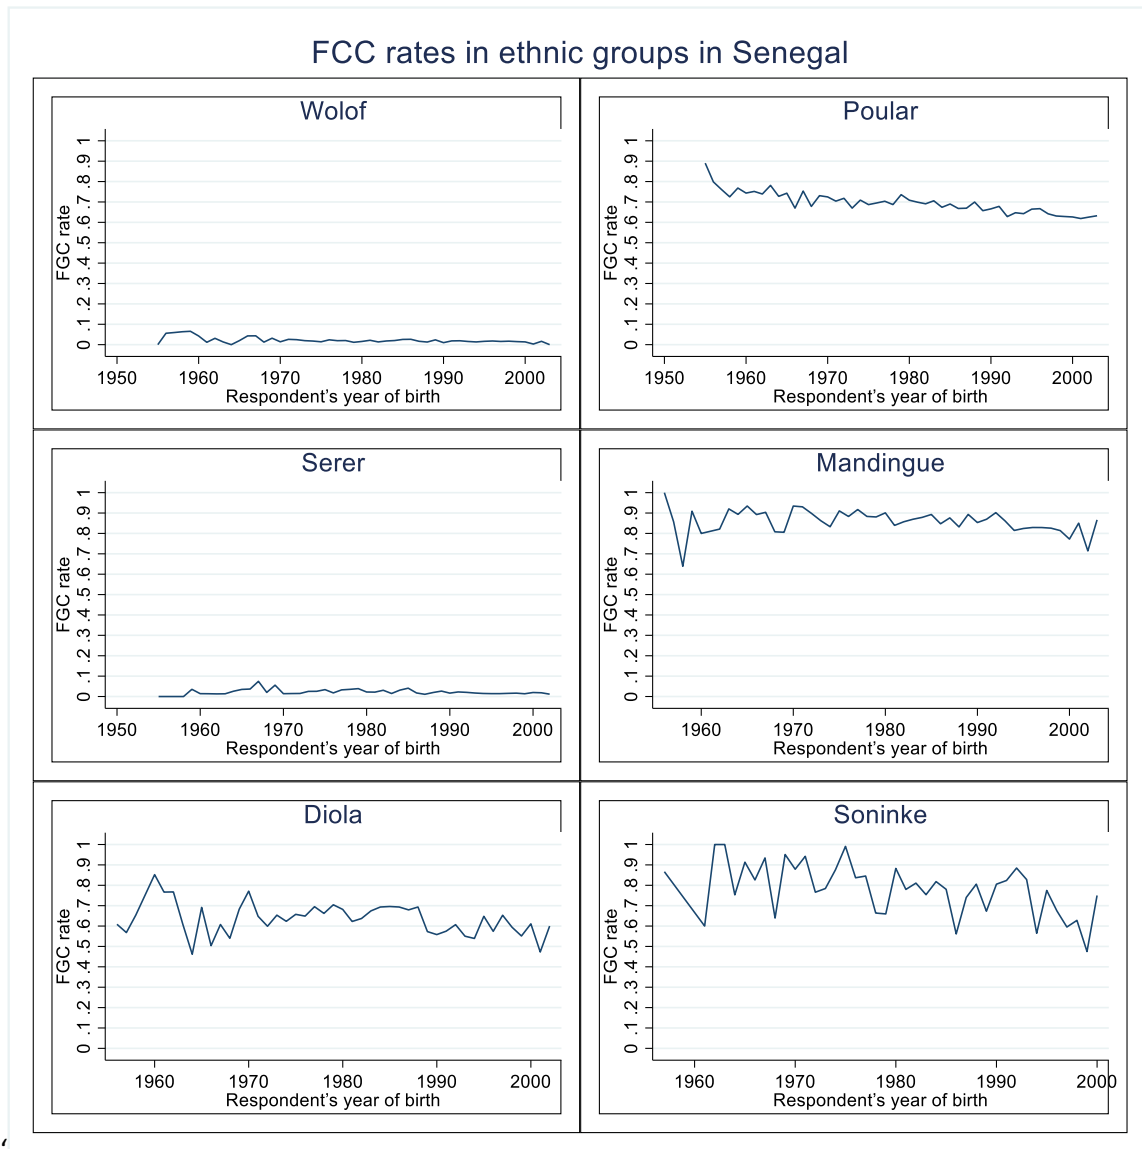 FCC rates in ethnic groups in Senegal
Wolof
FGC rate
0 .1 .2 .3 .4 .5 .6 .7 .8 .9 1
1950 1960 1970 1980 1990 2000
Respondent's year of birth
Poular
FGC rate
0 .1 .2 .3 .4 .5 .6 .7 .8 .9 1
1950 1960 1970 1980 1990 2000
Respondent's year of birth
Serer
FGC rate
0 .1 .2 .3 .4 .5 .6 .7 .8 .9 1
1950 1960 1970 1980 1990 2000
Respondent's year of birth
Mandingue
FGC rate
0 .1 .2 .3 .4 .5 .6 .7 .8 .9 1
1960 1970 1980 1990 2000
Respondent's year of birth
Diola
FGC rate
0 .1 .2 .3 .4 .5 .6 .7 .8 .9 1
1960 1970 1980 1990 2000
Respondent's year of birth
Soninke
FGC rate
0 .1 .2 .3 .4 .5 .6 .7 .8 .9 1
1960 1970 1980 1990 2000
Respondent's year of birth